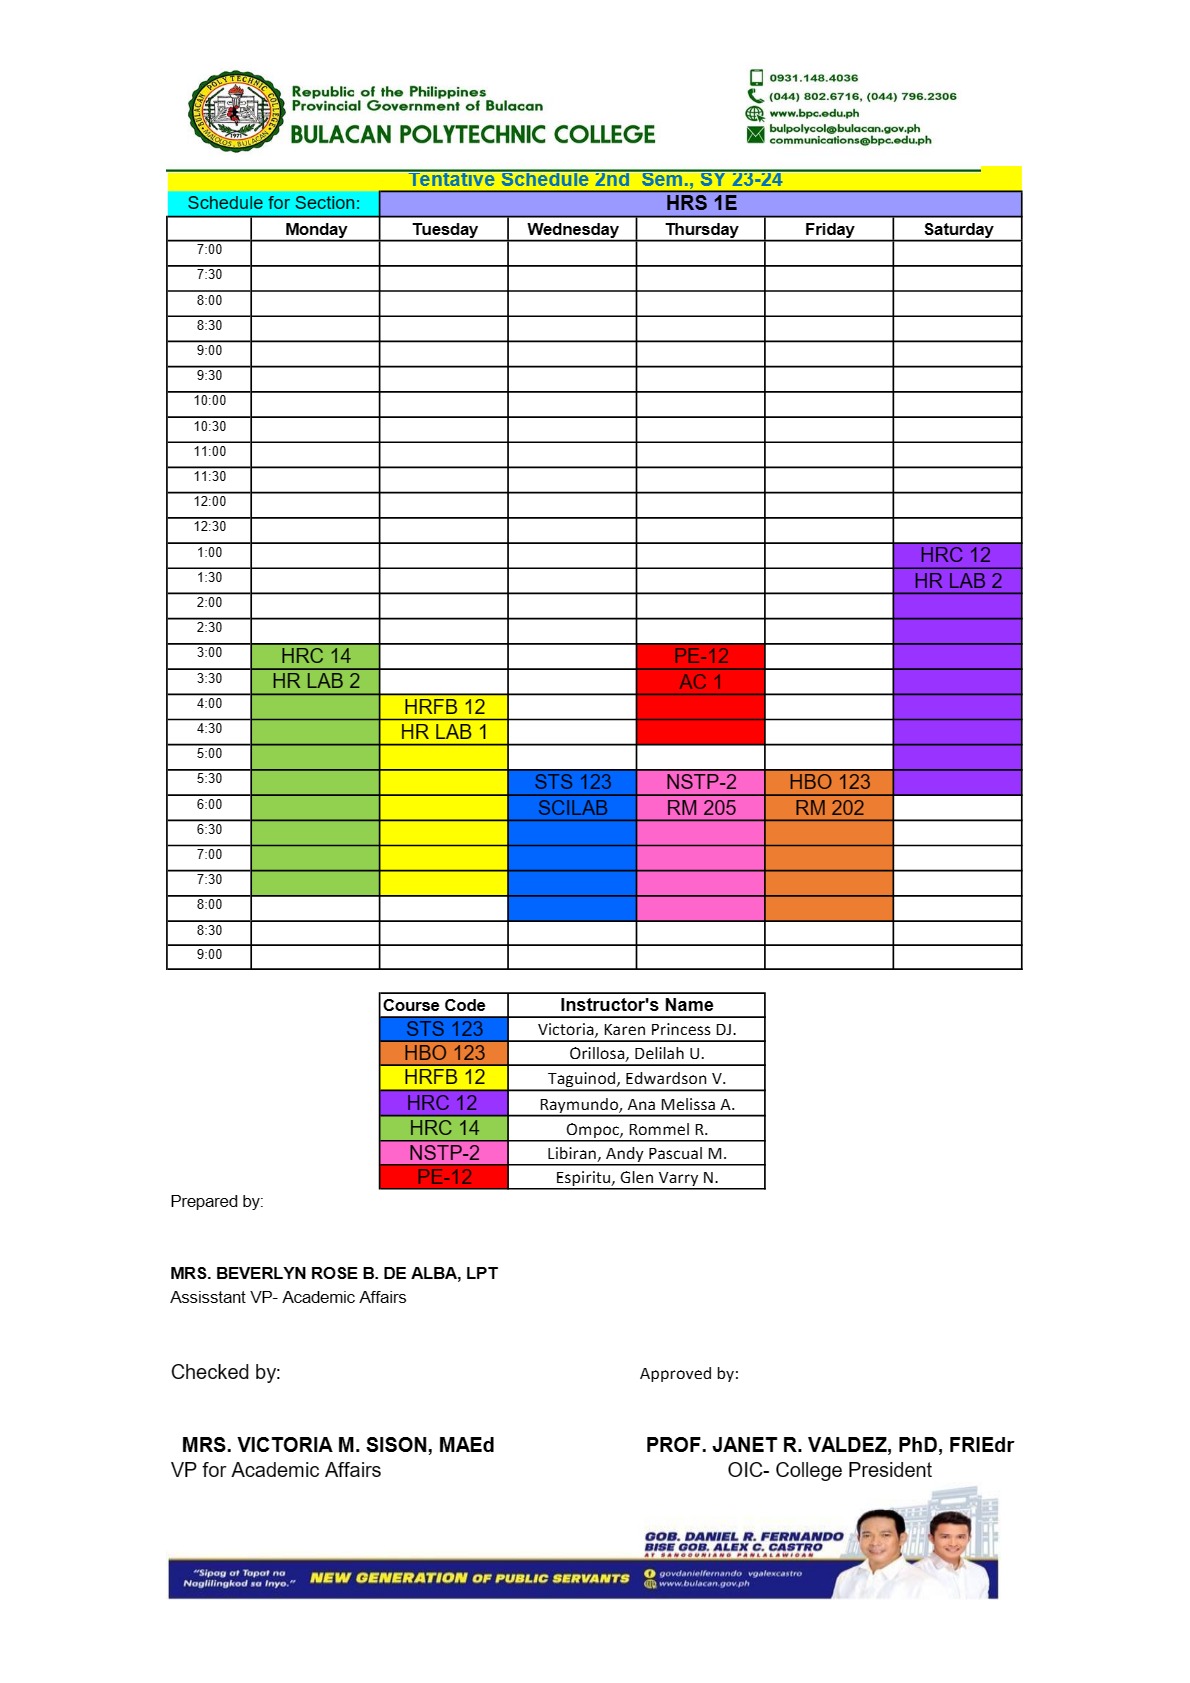 Republic of the Philippines
Provincial Government of Bulacan
BULACAN POLYTECHNIC COLLEGE
BULACAN POLYTECHNIC COLLEGE
MALOLOS, BULACAN
1971
0931.148.4036
(044) 802.6716, (044) 796.2306
www.bpc.edu.ph
bulpolycol@bulacan.gov.ph
communications@bpc.edu.ph
Tentative Schedule 2nd Sem., SY 23-24
Schedule for Section: HRS 1E
Monday Tuesday Wednesday Thursday Friday Saturday
7:00
7:30
8:00
8:30
9:00
9:30
10:00
10:30
11:00
11:30
12:00
12:30
1:00 HRC 12
1:30 HR LAB 2
2:00
2:30
3:00 HRC 14 PE-12
3:30 HR LAB 2 AC 1
4:00 HRFB 12
4:30 HR LAB 1
5:00
5:30 STS 123 NSTP-2 HBO 123
6:00 SCILAB RM 205 RM 202
6:30
7:00
7:30
8:00
8:30
9:00
Course Code Instructor's Name
STS 123 Victoria, Karen Princess DJ.
HBO 123 Orillosa, Delilah U.
HRFB 12 Taguinod, Edwardson V.
HRC 12 Raymundo, Ana Melissa A.
HRC 14 Ompoc, Rommel R.
NSTP-2 Libiran, Andy Pascual M.
PE-12 Espiritu, Glen Varry N.
Prepared by:
MRS. BEVERLYN ROSE B. DE ALBA, LPT
Assisstant VP- Academic Affairs
Checked by: Approved by:
MRS. VICTORIA M. SISON, MAEd PROF. JANET R. VALDEZ, PhD, FRIEdr
VP for Academic Affairs OIC- College President
GOB. DANIEL R. FERNANDO
BISE GOB. ALEX C. CASTRO
AT SANGGUNIANG PANLALAWIGAN
"Sipag at Tapat na
Naglilingkod sa Inyo."
NEW GENERATION OF PUBLIC SERVANTS
govdanielfernando vgalexcastro
www.bulacan.gov.ph